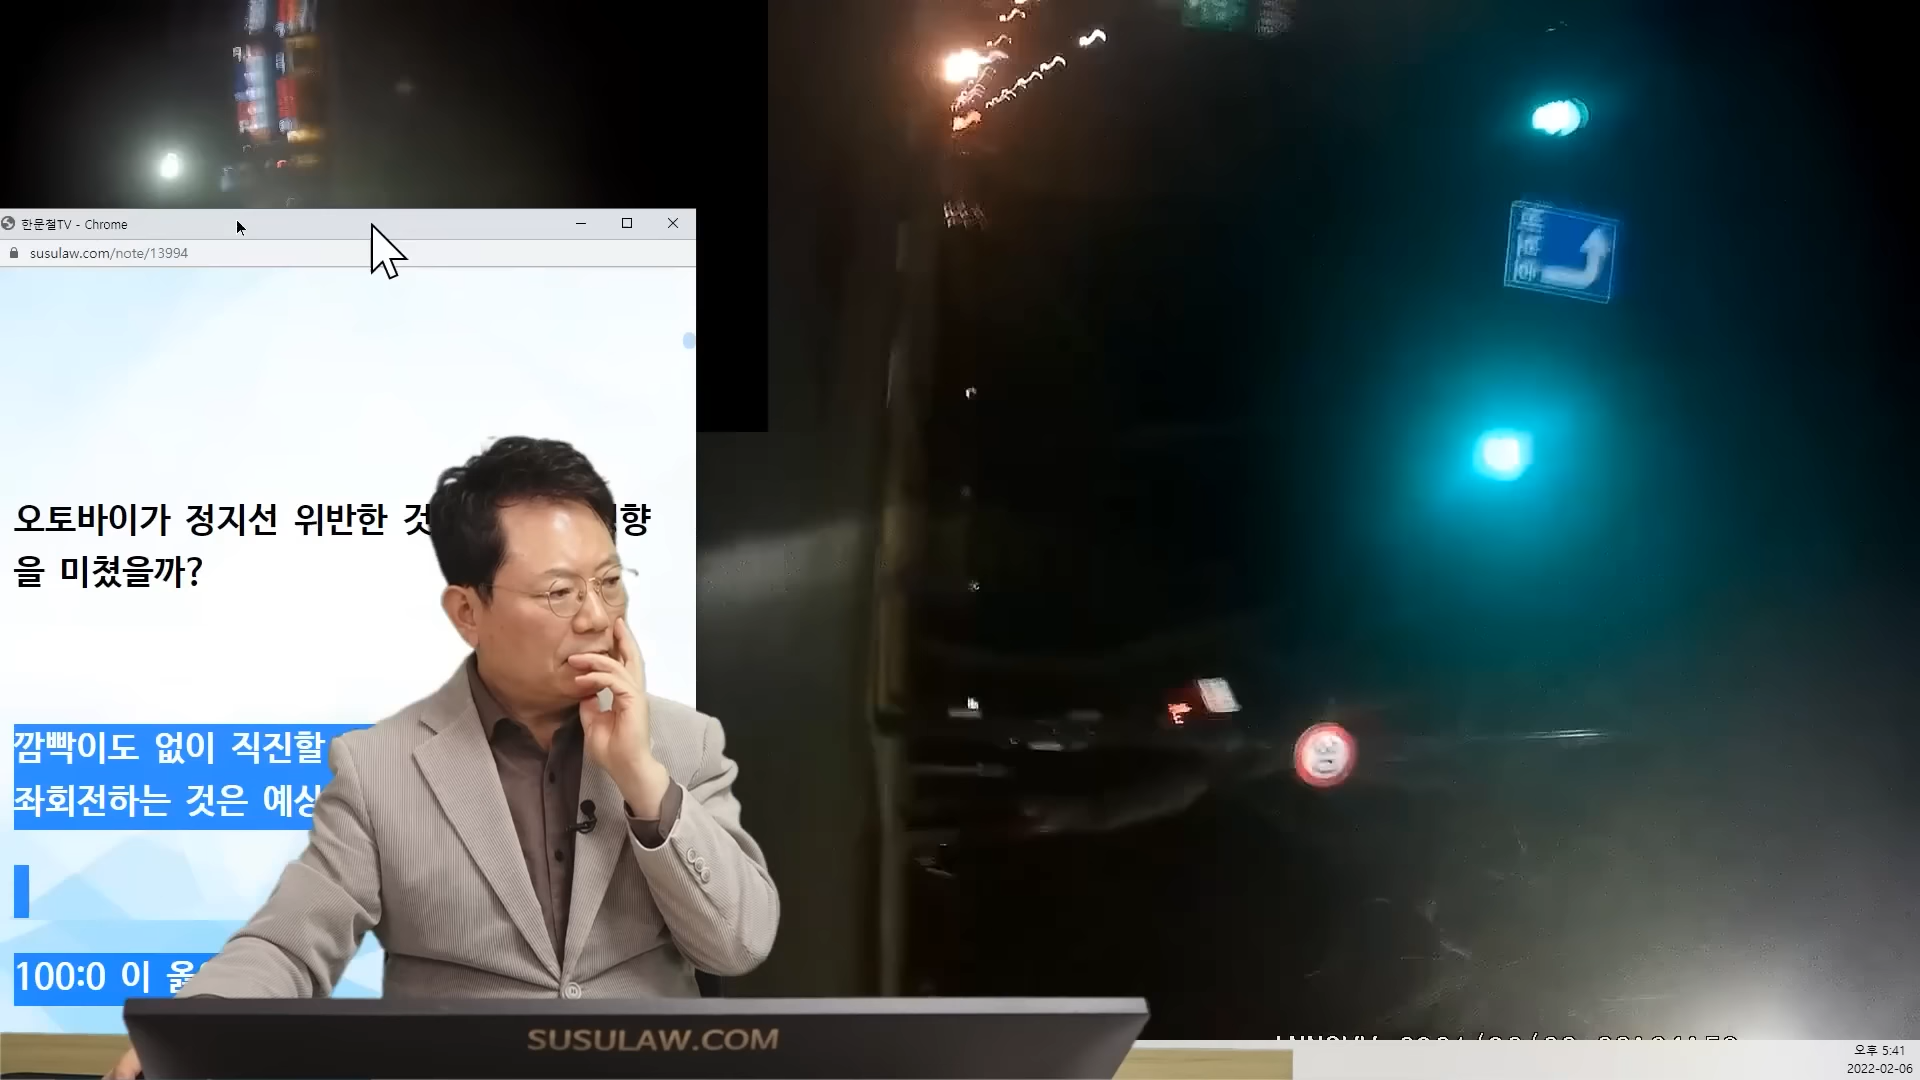 한문철TV - Chrome
susulaw.com/note/13994
오토바이가 정지선 위반한 것
향
을 미쳤을까?
깜빡이도 없이 직진할
좌회전하는 것은 예상
100:0 이 옳
SUSULAW.COM
오후 5:41
2022-02-06